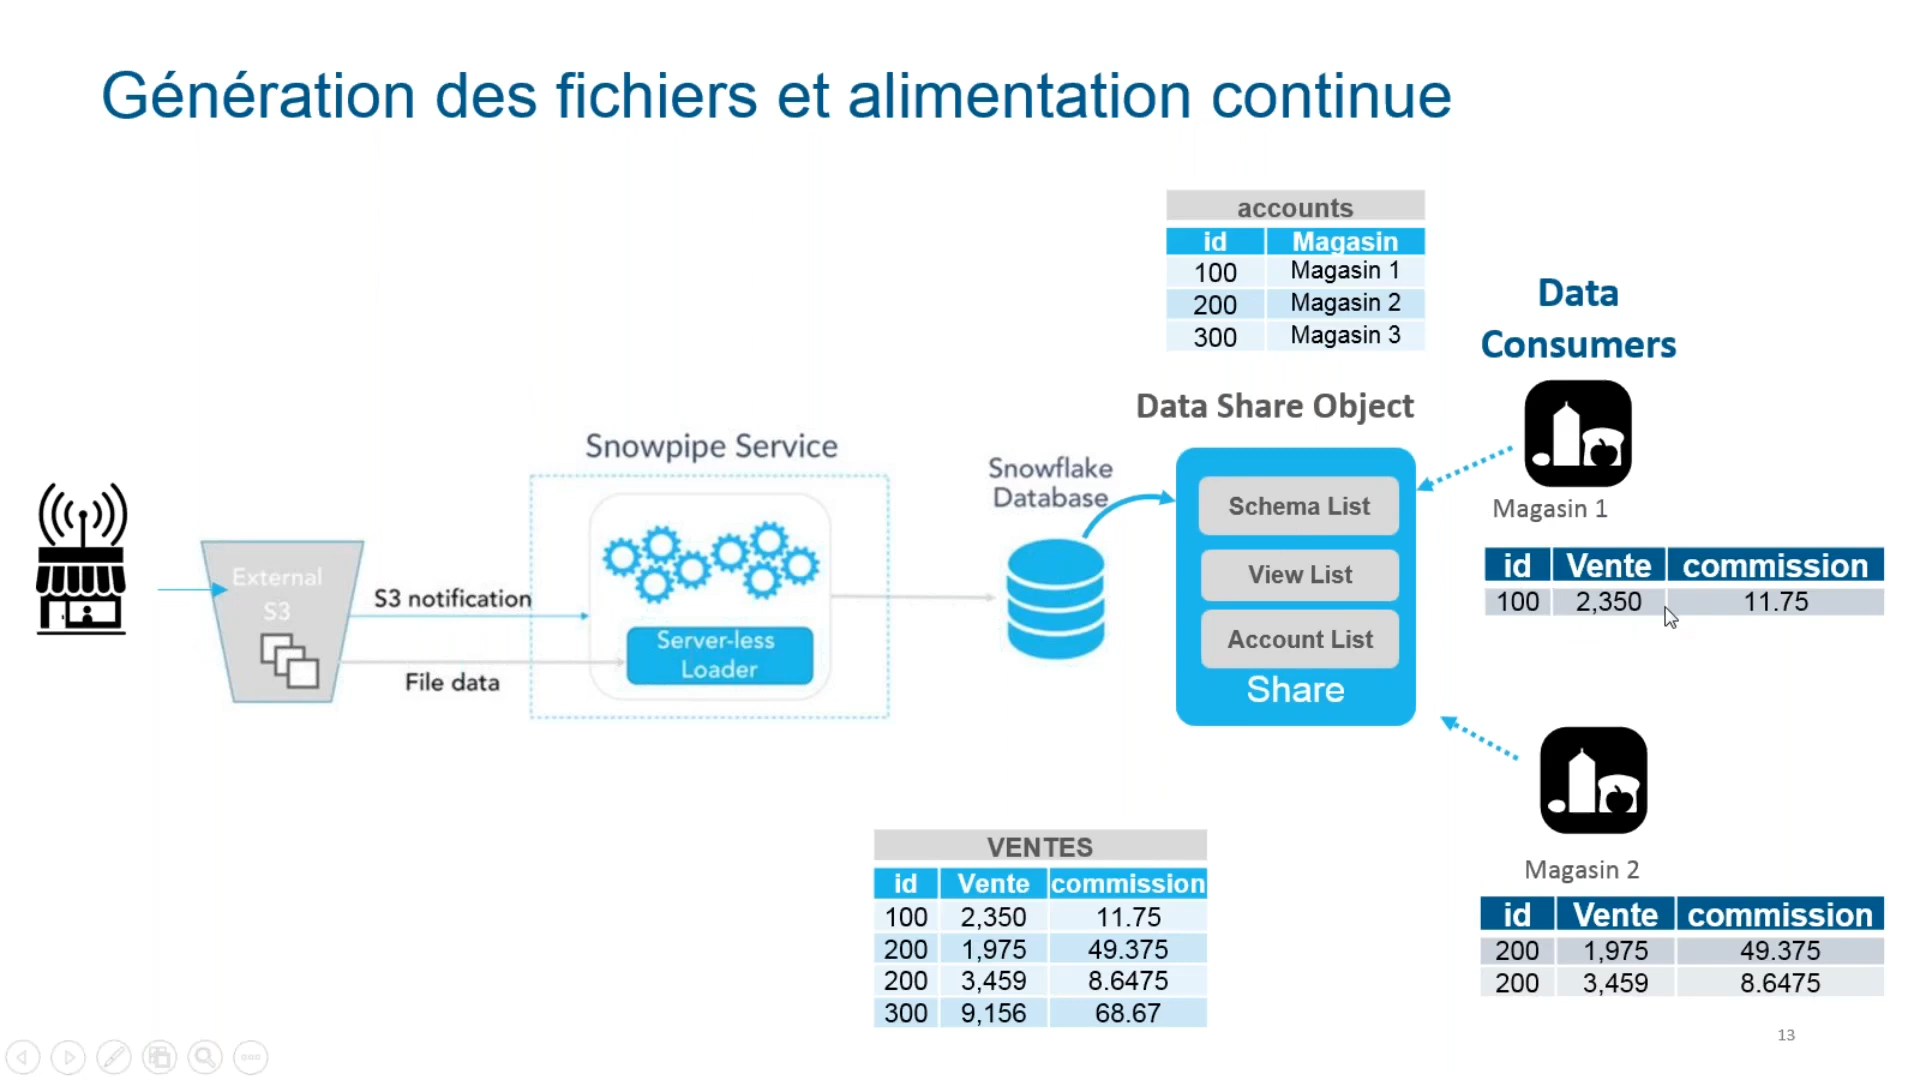 Génération des fichiers et alimentation continue
accounts
id Magasin
100 Magasin 1
200 Magasin 2
300 Magasin 3
Data
Consumers
Data Share Object
Snowpipe Service
Snowflake
Database
Schema List
View List
Account List
Share
Magasin 1
id Vente commission
100 2,350 11.75
External
S3
S3 notification
File data
Server-less
Loader
VENTES
id Vente commission
100 2,350 11.75
200 1,975 49.375
200 3,459 8.6475
300 9,156 68.67
Magasin 2
id Vente commission
200 1,975 49.375
200 3,459 8.6475
13